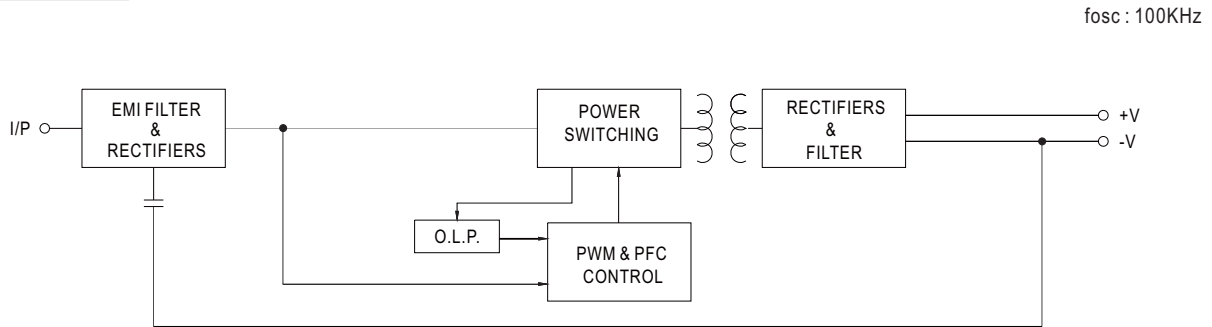 fosc : 100KHz
I/P
EMI FILTER
&
RECTIFIERS
POWER
SWITCHING
RECTIFIERS
&
FILTER
+V
-V
O.L.P.
PWM & PFC
CONTROL